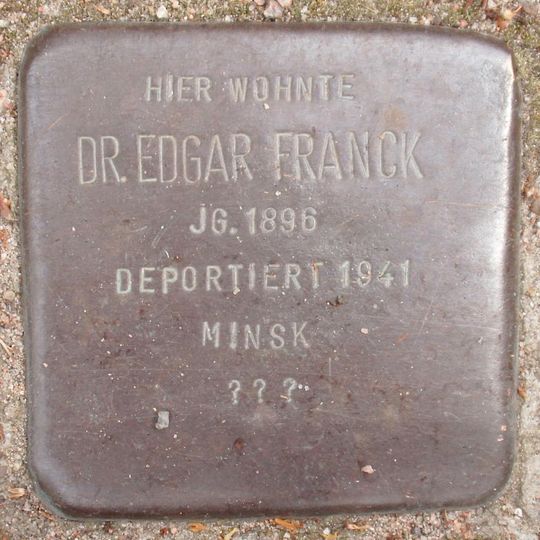 HIER WOHNTE
DR. EDGAR FRANCK
JG. 1896
DEPORTIERT 1941
MINSK
? ? ?